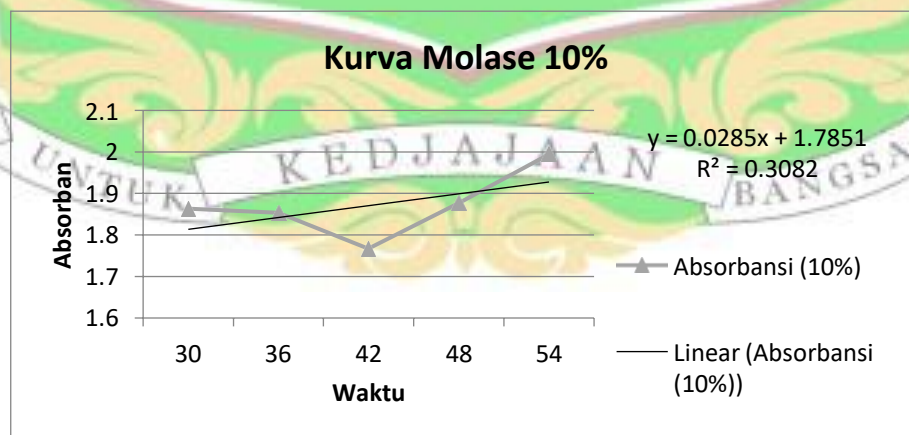 Kurva Molase 10%
UNTUK KEDJAJAAN BANGSA
y = 0.0285x + 1.7851
R² = 0.3082
Absorban
2.1
2
1.9
1.8
1.7
1.6
30 36 42 48 54
Waktu
Absorbansi (10%)
Linear (Absorbansi
(10%))